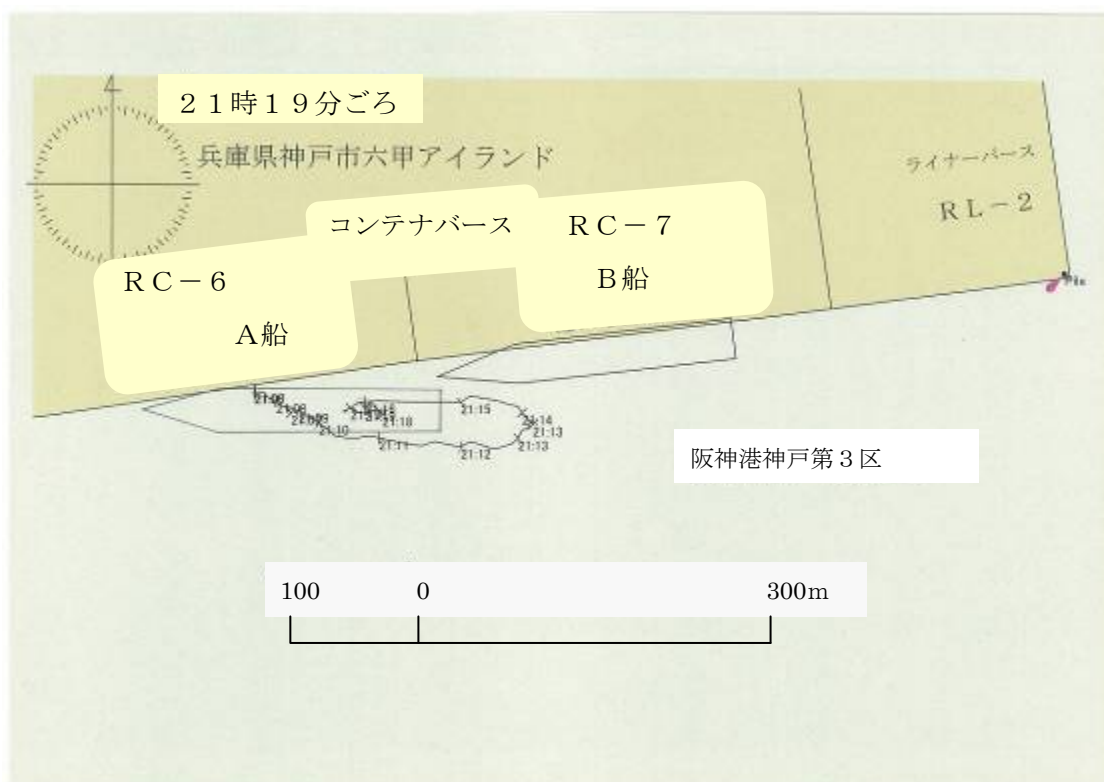 ２１時１９分ごろ
兵庫県神戸市六甲アイランド
ライナーバース
ＲＬ－２
コンテナバース
ＲＣ－７
Ｂ船
ＲＣ－６
Ａ船
21:10
21:11
21:12
21:13
21:13
21:14
21:15
21:18
阪神港神戸第３区
100 0 300m